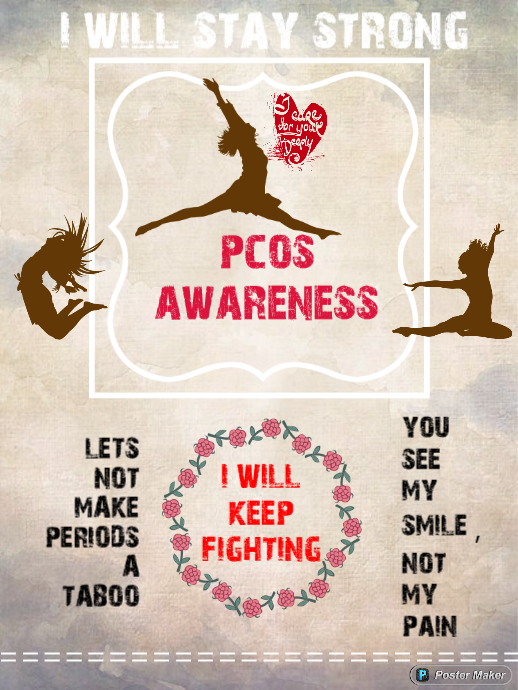 I WILL STAY STRONG
I care
for your
Deeply
PCOS
AWARENESS
LETS
NOT
MAKE
PERIODS
A
TABOO
I WILL
KEEP
FIGHTING
YOU
SEE
MY
SMILE ,
NOT
MY
PAIN
P Poster Maker